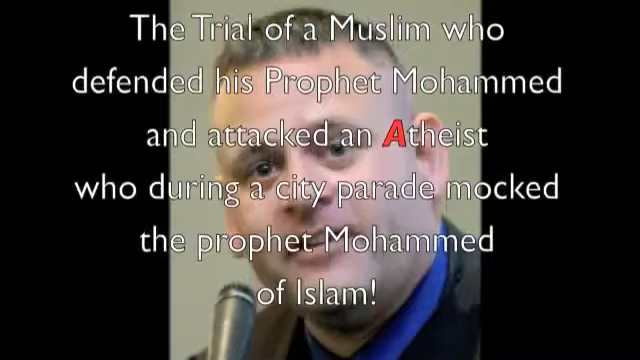 The Trial of a Muslim who
defended his Prophet Mohammed
and attacked an Atheist
who during a city parade mocked
the prophet Mohammed
of Islam!